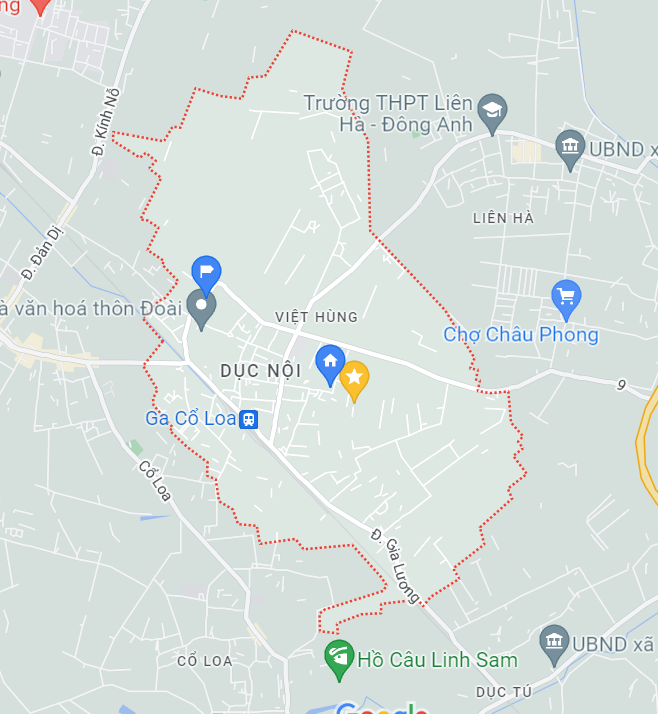 ng
Đ. Kính Nỗ
Trường THPT Liên
Hà - Đông Anh
UBND x
LIÊN HÀ
Đ. Đản Dị
à văn hoá thôn Đoài
VIỆT HÙNG
Chợ Châu Phong
DỤC NỘI
9
Ga Cổ Loa
Cổ Loa
Đ. Gia Lương
CỔ LOA
Hồ Câu Linh Sam
UBND xã
DỤC TÚ
Google